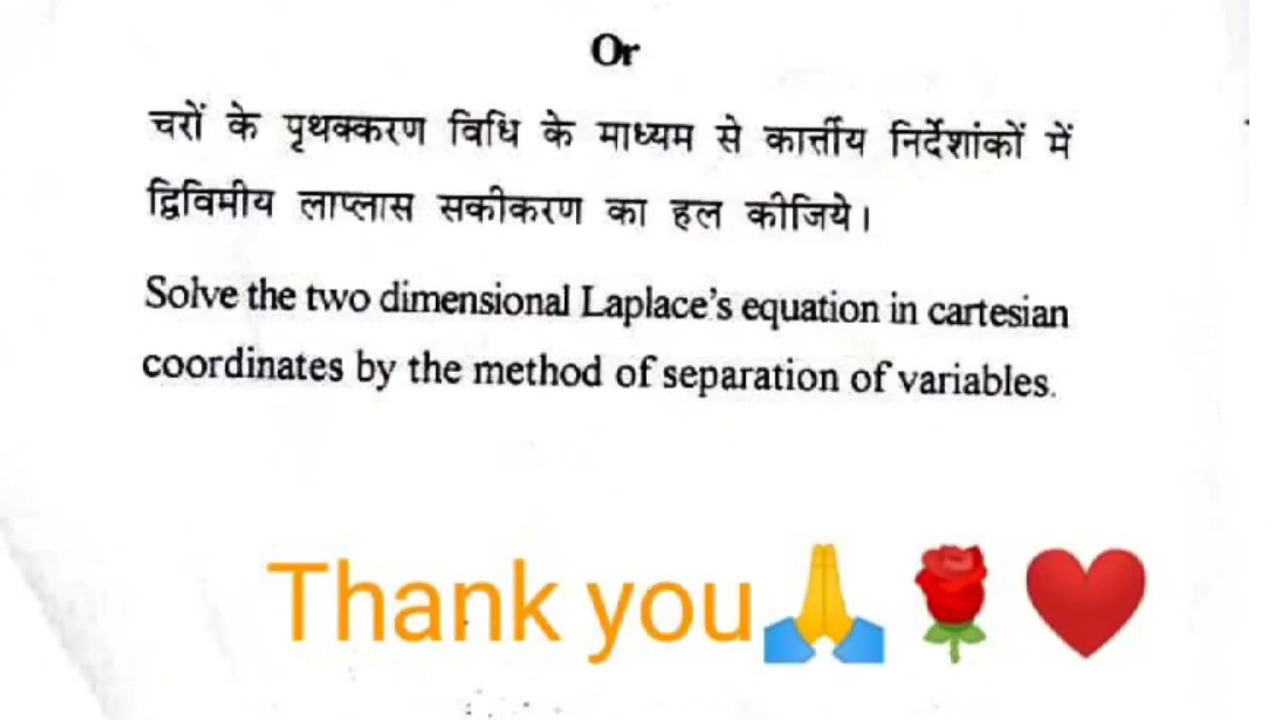 Or
चरों के पृथक्करण विधि के माध्यम से कार्त्तीय निर्देशांकों में
द्विविमीय लाप्लास सकीकरण का हल कीजिये।
Solve the two dimensional Laplace's equation in cartesian
coordinates by the method of separation of variables.
Thank you🙏🌹❤️